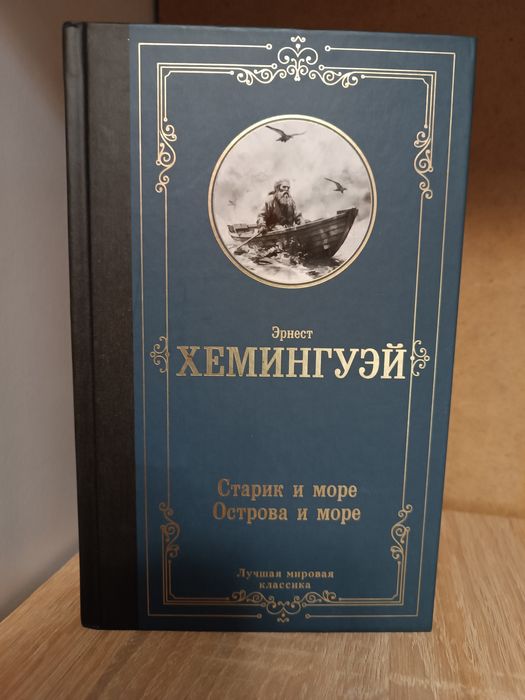 Эрнест
ХЕМИНГУЭЙ
Старик и море
Острова и море
Лучшая мировая
классика